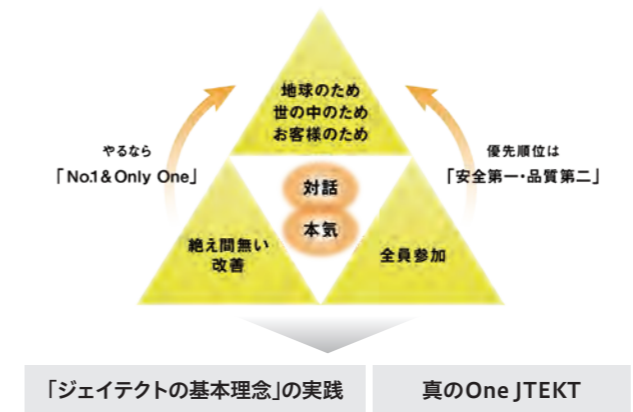 地球のため
世の中のため
お客様のため
やるなら
「No.1&Only One」
優先順位は
「安全第一・品質第二」
対話
本気
絶え間無い
改善
全員参加
「ジェイテクトの基本理念」の実践
真のOne JTEKT